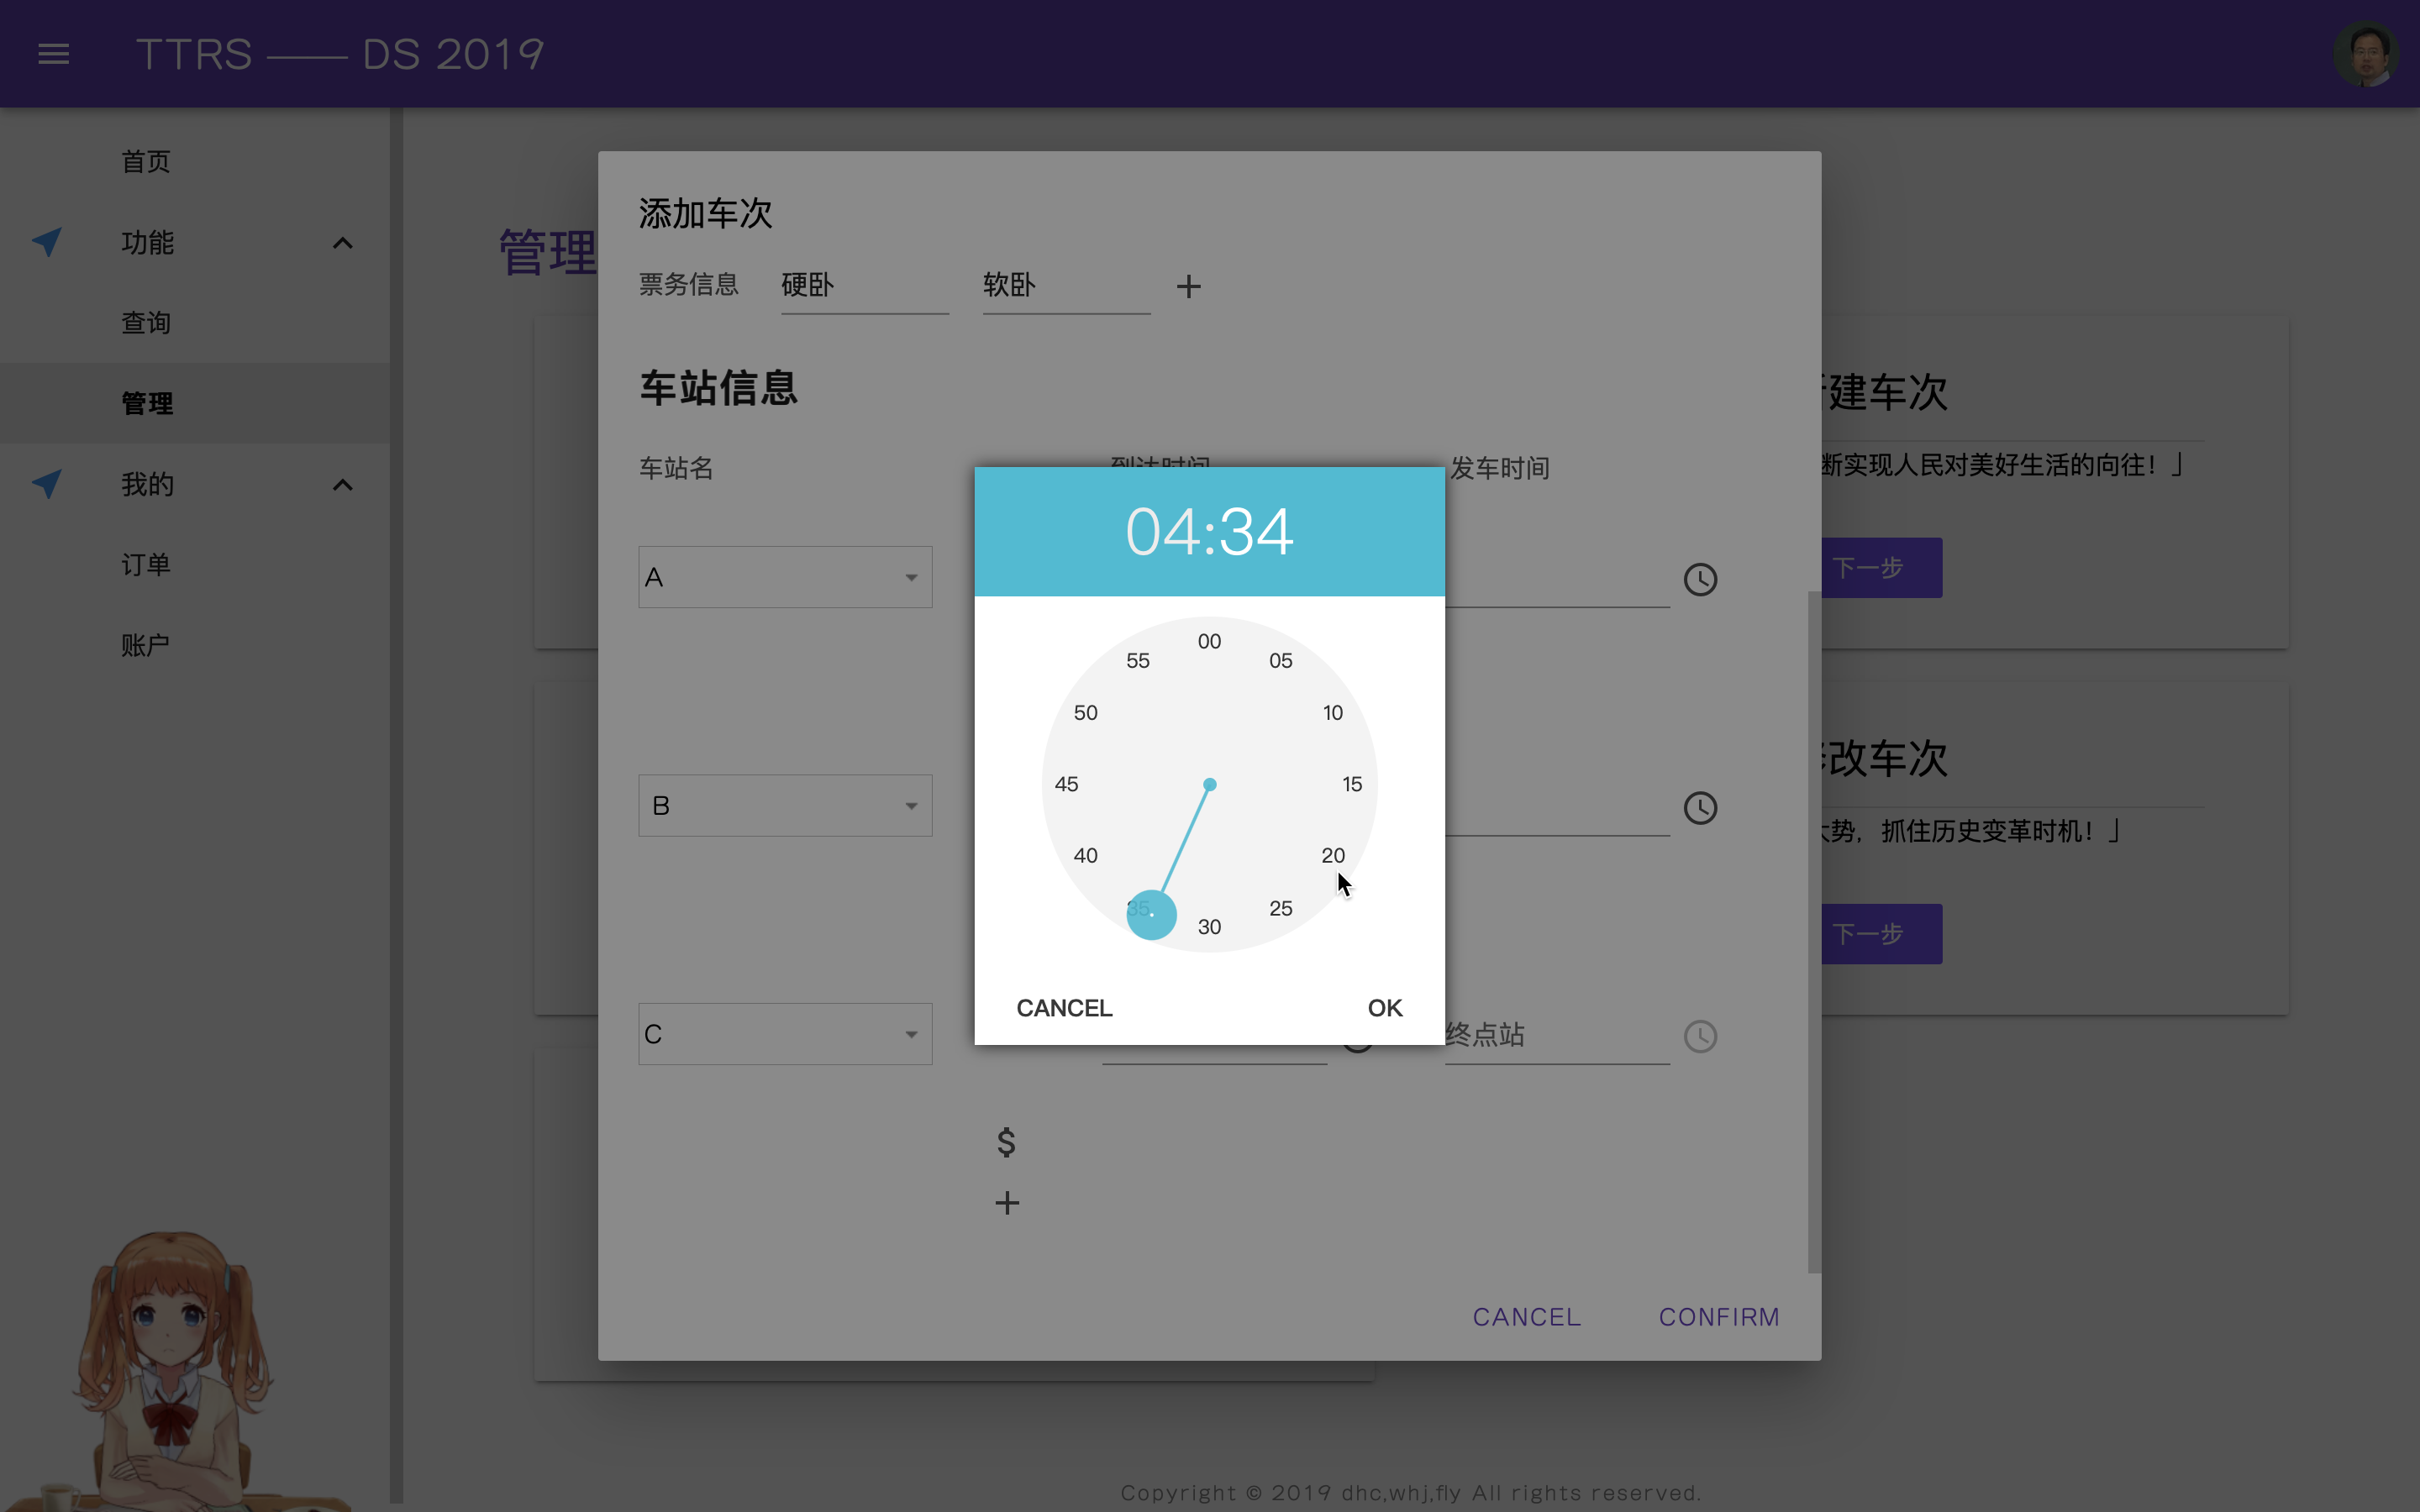 TTRS —— DS 2019
首页
功能
查询
管理
我的
订单
账户
管理
添加车次
票务信息 硬卧 软卧 +
车站信息
车站名 到达时间 发车时间
A
B
C 终点站
$
+
CANCEL CONFIRM
04:34
00
55 05
50 10
45 15
40 20
35 25
30
CANCEL OK
建车次
断实现人民对美好生活的向往！」
下一步
改车次
大势，抓住历史变革时机！」
下一步
Copyright © 2019 dhc,whj,fly All rights reserved.